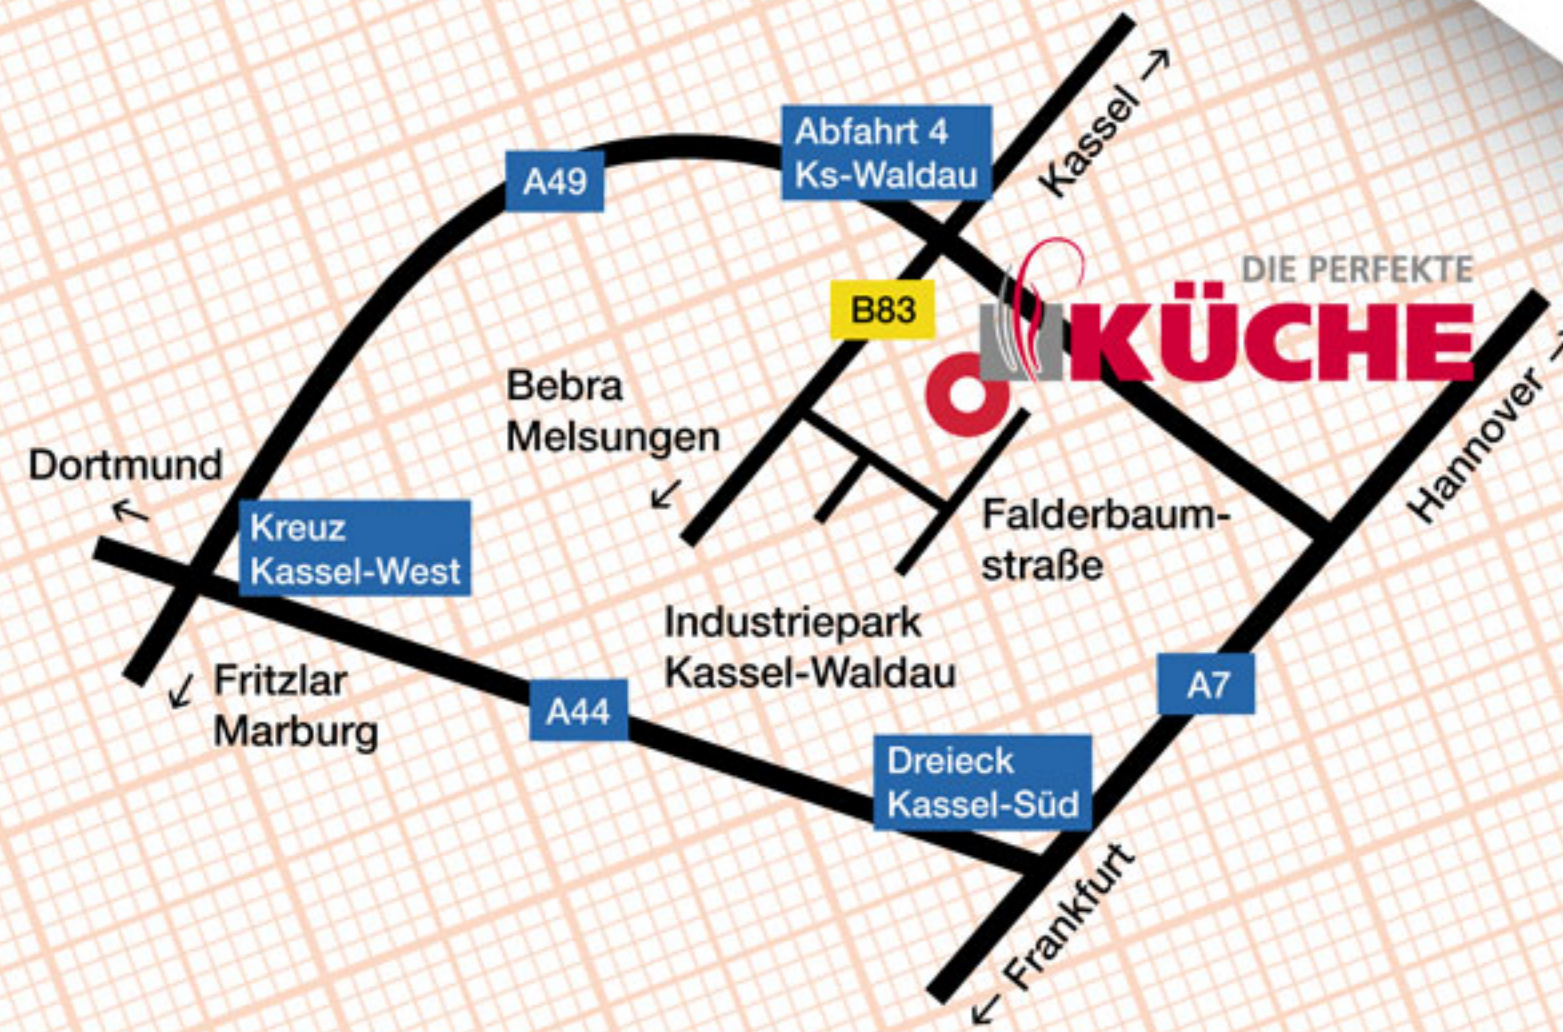 Kassel →
Abfahrt 4
Ks-Waldau
A49
DIE PERFEKTE
KÜCHE
B83
Bebra
Melsungen
↙
Hannover →
Dortmund
↖
Kreuz
Kassel-West
Falderbaum-
straße
Industriepark
Kassel-Waldau
Fritzlar
Marburg
↙
A7
A44
Dreieck
Kassel-Süd
← Frankfurt